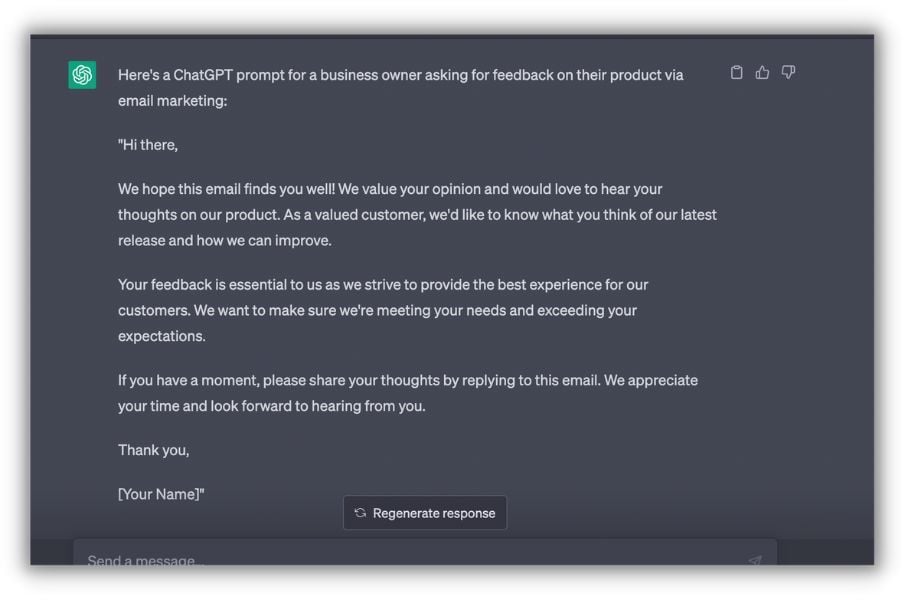 Here's a ChatGPT prompt for a business owner asking for feedback on their product via
email marketing:
"Hi there,
We hope this email finds you well! We value your opinion and would love to hear your
thoughts on our product. As a valued customer, we'd like to know what you think of our latest
release and how we can improve.
Your feedback is essential to us as we strive to provide the best experience for our
customers. We want to make sure we're meeting your needs and exceeding your
expectations.
If you have a moment, please share your thoughts by replying to this email. We appreciate
your time and look forward to hearing from you.
Thank you,
[Your Name]"
Regenerate response
Send a message...